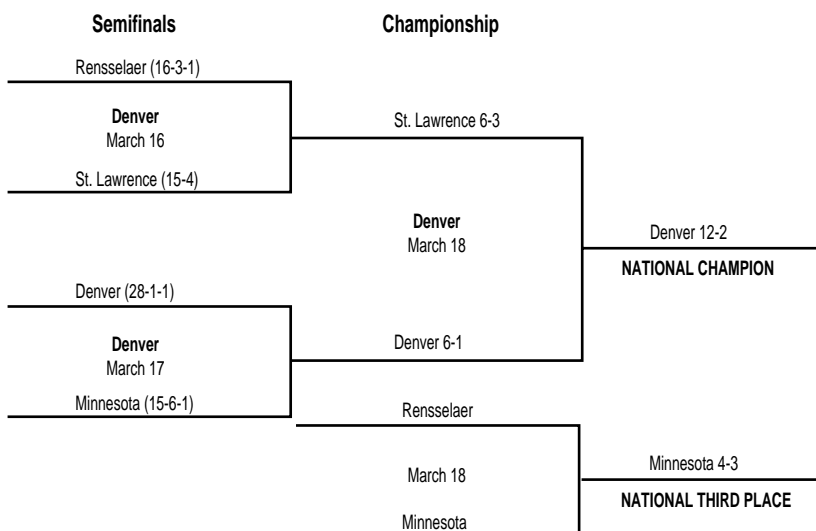 Semifinals
Championship
Rensselaer (16-3-1)
Denver
March 16
St. Lawrence (15-4)
St. Lawrence 6-3
Denver
March 18
Denver 12-2
NATIONAL CHAMPION
Denver (28-1-1)
Denver
March 17
Minnesota (15-6-1)
Denver 6-1
Rensselaer
March 18
Minnesota
Minnesota 4-3
NATIONAL THIRD PLACE